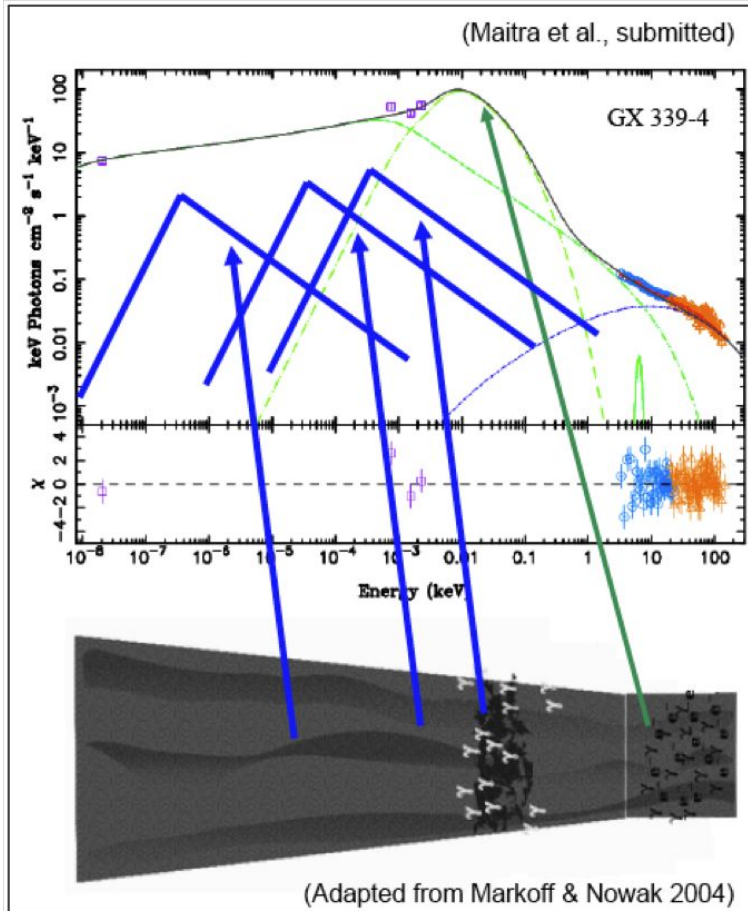 (Maitra et al., submitted)
GX 339-4
keV Photons cm⁻² s⁻¹ keV⁻¹
100
10
1
0.1
0.01
10⁻³
χ
4
2
0
−2
−4
10⁻⁸ 10⁻⁷ 10⁻⁶ 10⁻⁵ 10⁻⁴ 10⁻³ 0.01 0.1 1 10 100
Energy (keV)
γ γ γ γ γ γ γ γ γ γ
e⁻ γ e⁻ γ e⁻ γ
(Adapted from Markoff & Nowak 2004)